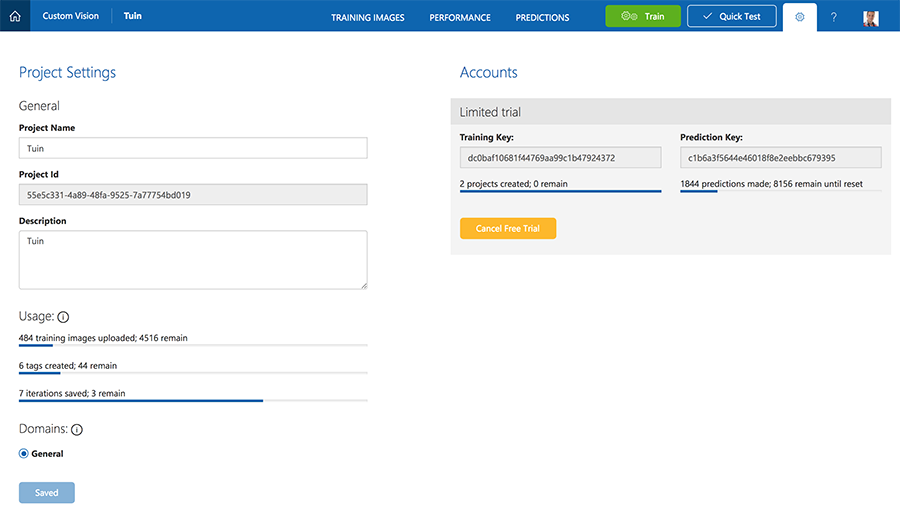 Custom Vision
Tuin
TRAINING IMAGES
PERFORMANCE
PREDICTIONS
Train
Quick Test
?
Project Settings
General
Project Name
Tuin
Project Id
55e5c331-4a89-48fa-9525-7a77754bd019
Description
Tuin
Usage:
484 training images uploaded; 4516 remain
6 tags created; 44 remain
7 iterations saved; 3 remain
Domains:
General
Saved
Accounts
Limited trial
Training Key:
dc0baf10681f44769aa99c1b47924372
2 projects created; 0 remain
Prediction Key:
c1b6a3f5644e46018f8e2eebbc679395
1844 predictions made; 8156 remain until reset
Cancel Free Trial